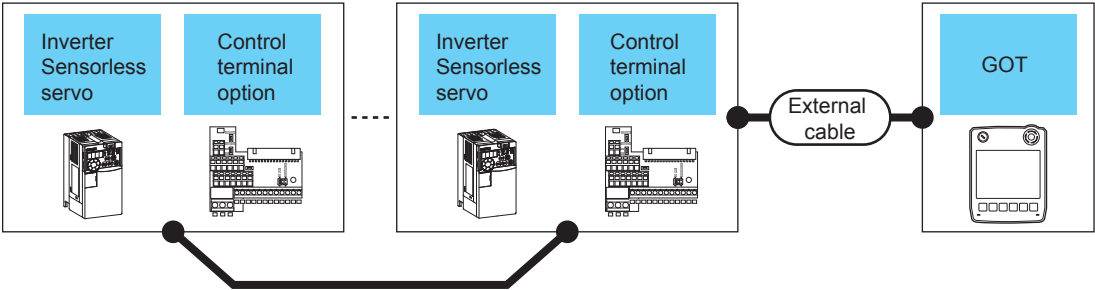 Inverter
Sensorless
servo
Control
terminal
option
Inverter
Sensorless
servo
Control
terminal
option
External
cable
GOT